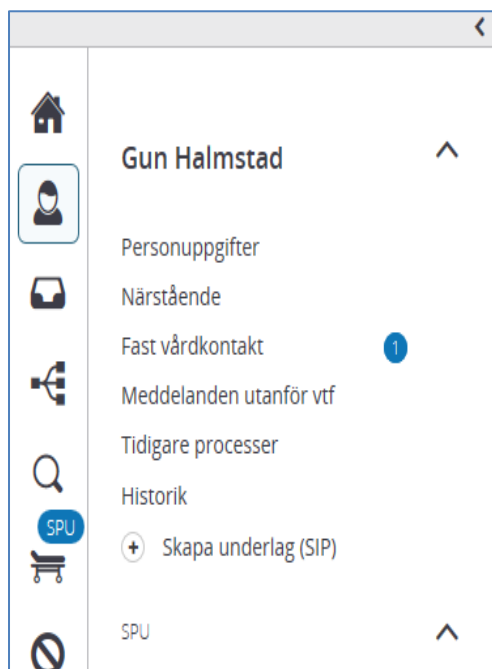 Gun Halmstad
Personuppgifter
Närstående
Fast vårdkontakt 1
Meddelanden utanför vtf
Tidigare processer
Historik
Skapa underlag (SIP)
SPU
SPU